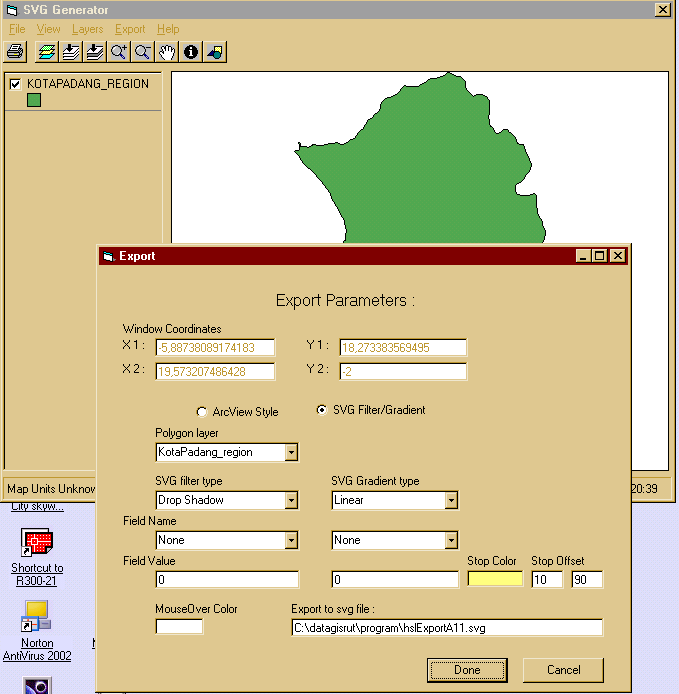 SVG Generator
File View Layers Export Help
KOTAPADANG_REGION
Export
Export Parameters :
Window Coordinates
X 1 : -5,88738089174183 Y 1 : 18,273383569495
X 2 : 19,573207486428 Y 2 : -2
ArcView Style SVG Filter/Gradient
Polygon layer
KotaPadang_region
SVG filter type SVG Gradient type
Drop Shadow Linear
Field Name
None None
Field Value Stop Color Stop Offset
0 0 10 90
MouseOver Color Export to svg file :
C:\datagisrut\program\hslExportA11.svg
Done Cancel
Map Units Unknow 20:39
City skyw...
Shortcut to
R300-21
Norton
AntiVirus 2002